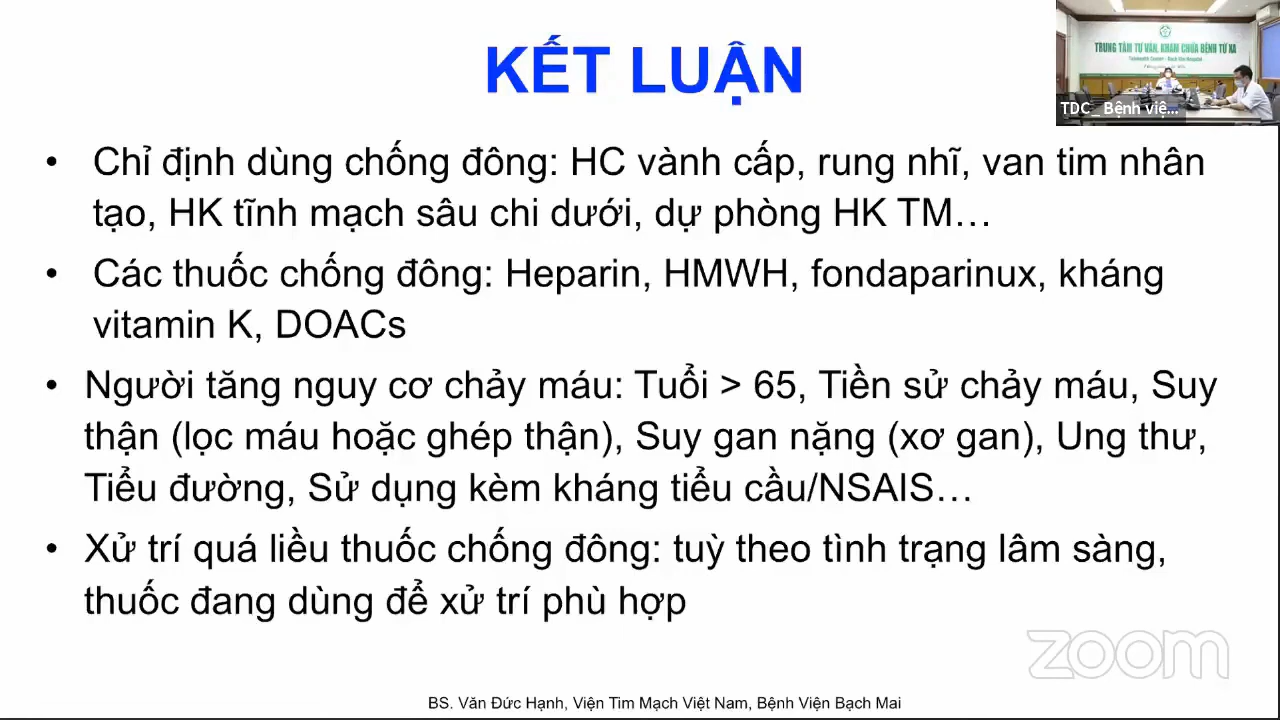 KẾT LUẬN
TRUNG TÂM TƯ VẤN, KHÁM CHỮA BỆNH TỪ XA
TDC_ Bệnh việ...
• Chỉ định dùng chống đông: HC vành cấp, rung nhĩ, van tim nhân
tạo, HK tĩnh mạch sâu chi dưới, dự phòng HK TM…
• Các thuốc chống đông: Heparin, HMWH, fondaparinux, kháng
vitamin K, DOACs
• Người tăng nguy cơ chảy máu: Tuổi > 65, Tiền sử chảy máu, Suy
thận (lọc máu hoặc ghép thận), Suy gan nặng (xơ gan), Ung thư,
Tiểu đường, Sử dụng kèm kháng tiểu cầu/NSAIS…
• Xử trí quá liều thuốc chống đông: tuỳ theo tình trạng lâm sàng,
thuốc đang dùng để xử trí phù hợp
zoom
BS. Văn Đức Hạnh, Viện Tim Mạch Việt Nam, Bệnh Viện Bạch Mai